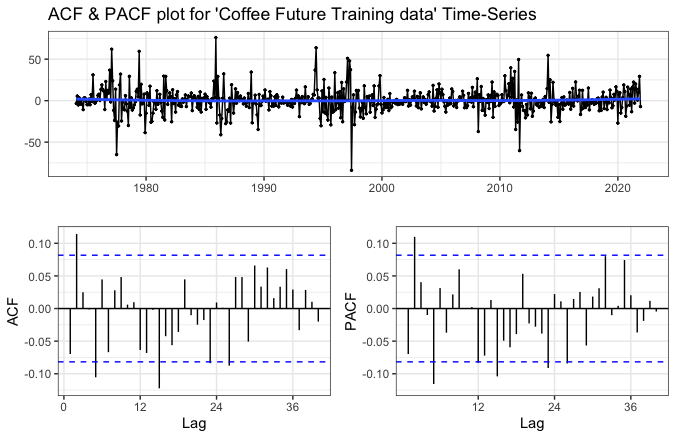 ACF & PACF plot for 'Coffee Future Training data' Time-Series
50
0
-50
1980 1990 2000 2010 2020
ACF
0.10
0.05
0.00
-0.05
-0.10
0 12 24 36
Lag
PACF
0.10
0.05
0.00
-0.05
-0.10
12 24 36
Lag